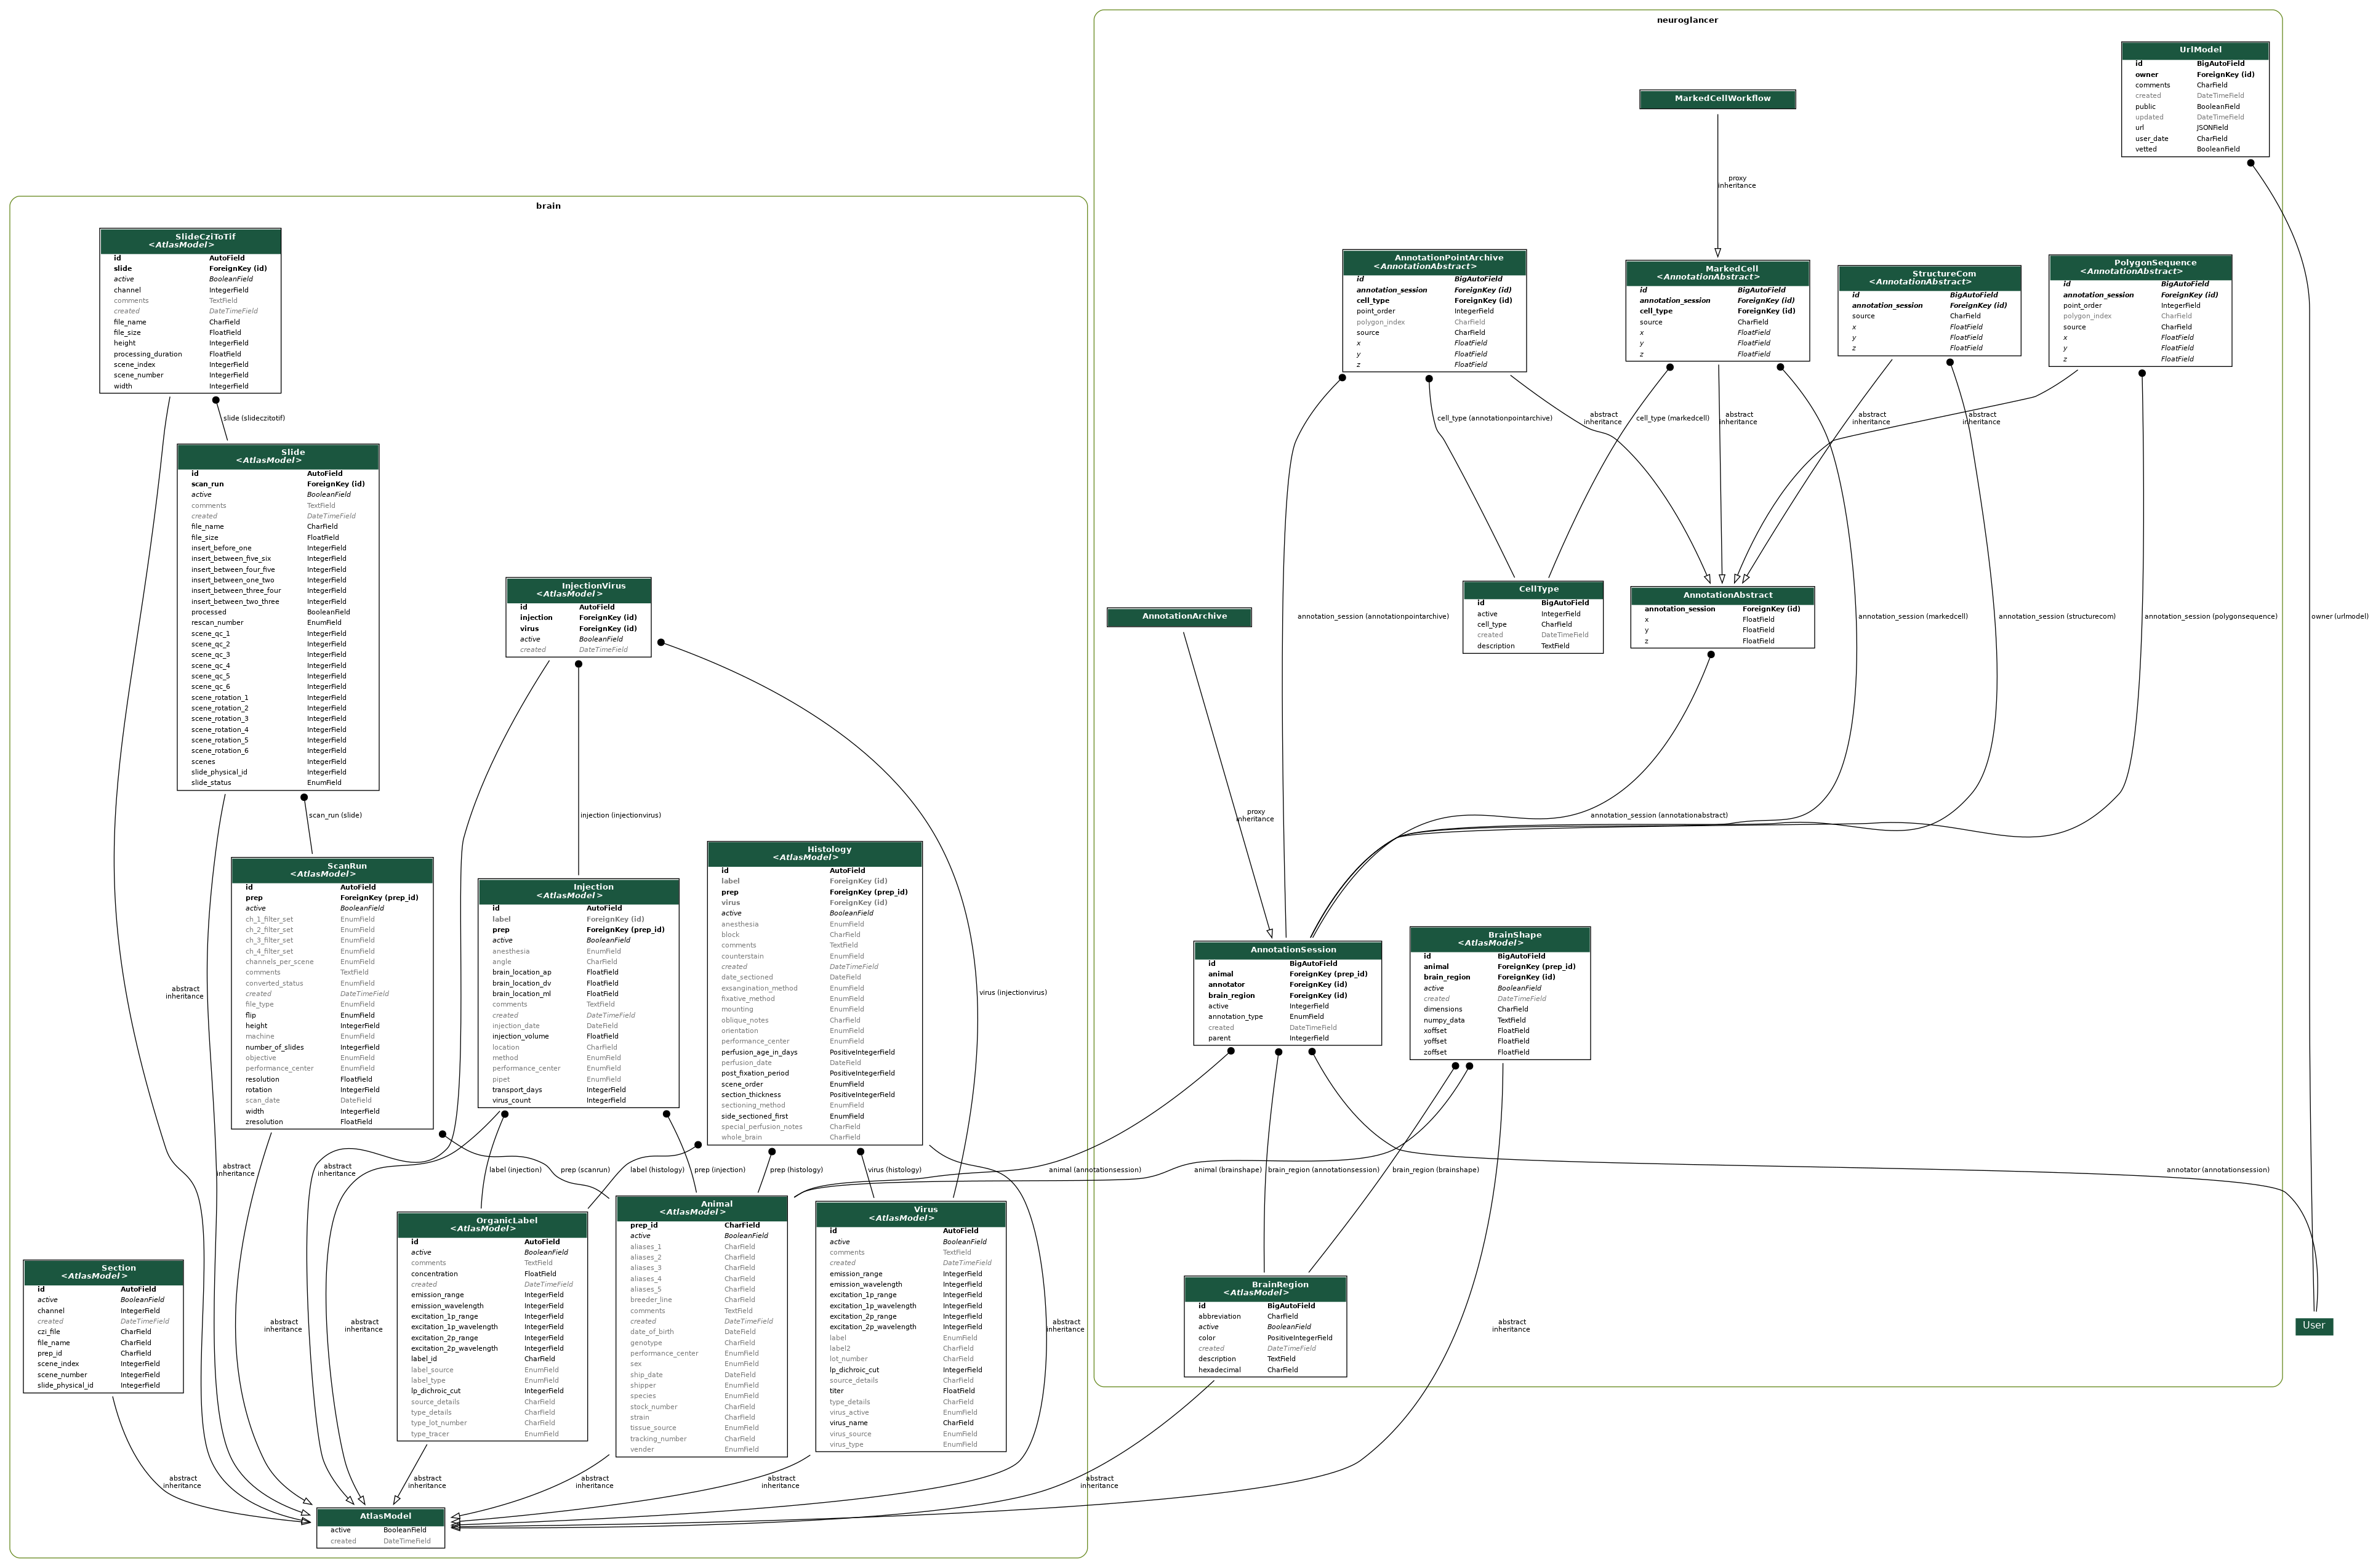 neuroglancer
UrlModel
id BigAutoField
owner ForeignKey (id)
comments CharField
created DateTimeField
public BooleanField
updated DateTimeField
url JSONField
user_date CharField
vetted BooleanField
MarkedCellWorkflow
proxy
inheritance
AnnotationPointArchive
<AnnotationAbstract>
id BigAutoField
annotation_session ForeignKey (id)
cell_type ForeignKey (id)
point_order IntegerField
polygon_index CharField
source CharField
x FloatField
y FloatField
z FloatField
MarkedCell
<AnnotationAbstract>
id BigAutoField
annotation_session ForeignKey (id)
cell_type ForeignKey (id)
source CharField
x FloatField
y FloatField
z FloatField
StructureCom
<AnnotationAbstract>
id BigAutoField
annotation_session ForeignKey (id)
source CharField
x FloatField
y FloatField
z FloatField
PolygonSequence
<AnnotationAbstract>
id BigAutoField
annotation_session ForeignKey (id)
point_order IntegerField
polygon_index CharField
source CharField
x FloatField
y FloatField
z FloatField
cell_type (annotationpointarchive)
abstract
inheritance
cell_type (markedcell)
abstract
inheritance
abstract
inheritance
abstract
inheritance
AnnotationArchive
annotation_session (annotationpointarchive)
CellType
id BigAutoField
active IntegerField
cell_type CharField
created DateTimeField
description TextField
AnnotationAbstract
annotation_session ForeignKey (id)
x FloatField
y FloatField
z FloatField
annotation_session (markedcell)
annotation_session (structurecom)
annotation_session (polygonsequence)
owner (urlmodel)
proxy
inheritance
annotation_session (annotationabstract)
AnnotationSession
id BigAutoField
animal ForeignKey (prep_id)
annotator ForeignKey (id)
brain_region ForeignKey (id)
active IntegerField
annotation_type EnumField
created DateTimeField
parent IntegerField
BrainShape
<AtlasModel>
id BigAutoField
animal ForeignKey (prep_id)
brain_region ForeignKey (id)
active BooleanField
created DateTimeField
dimensions CharField
numpy_data TextField
xoffset FloatField
yoffset FloatField
zoffset FloatField
animal (annotationsession)
animal (brainshape)
brain_region (annotationsession)
brain_region (brainshape)
annotator (annotationsession)
BrainRegion
<AtlasModel>
id BigAutoField
abbreviation CharField
active BooleanField
color PositiveIntegerField
created DateTimeField
description TextField
hexadecimal CharField
abstract
inheritance
User
brain
SlideCziToTif
<AtlasModel>
id AutoField
slide ForeignKey (id)
active BooleanField
channel IntegerField
comments TextField
created DateTimeField
file_name CharField
file_size FloatField
height IntegerField
processing_duration FloatField
scene_index IntegerField
scene_number IntegerField
width IntegerField
slide (slideczitotif)
Slide
<AtlasModel>
id AutoField
scan_run ForeignKey (id)
active BooleanField
comments TextField
created DateTimeField
file_name CharField
file_size FloatField
insert_before_one IntegerField
insert_between_five_six IntegerField
insert_between_four_five IntegerField
insert_between_one_two IntegerField
insert_between_three_four IntegerField
insert_between_two_three IntegerField
processed BooleanField
rescan_number EnumField
scene_qc_1 IntegerField
scene_qc_2 IntegerField
scene_qc_3 IntegerField
scene_qc_4 IntegerField
scene_qc_5 IntegerField
scene_qc_6 IntegerField
scene_rotation_1 IntegerField
scene_rotation_2 IntegerField
scene_rotation_3 IntegerField
scene_rotation_4 IntegerField
scene_rotation_5 IntegerField
scene_rotation_6 IntegerField
scenes IntegerField
slide_physical_id IntegerField
slide_status EnumField
scan_run (slide)
InjectionVirus
<AtlasModel>
id AutoField
injection ForeignKey (id)
virus ForeignKey (id)
active BooleanField
created DateTimeField
injection (injectionvirus)
virus (injectionvirus)
ScanRun
<AtlasModel>
id AutoField
prep ForeignKey (prep_id)
active BooleanField
ch_1_filter_set EnumField
ch_2_filter_set EnumField
ch_3_filter_set EnumField
ch_4_filter_set EnumField
channels_per_scene EnumField
comments TextField
converted_status EnumField
created DateTimeField
file_type EnumField
flip EnumField
height IntegerField
machine EnumField
number_of_slides IntegerField
objective EnumField
performance_center EnumField
resolution FloatField
rotation IntegerField
scan_date DateField
width IntegerField
zresolution FloatField
Injection
<AtlasModel>
id AutoField
label ForeignKey (id)
prep ForeignKey (prep_id)
active BooleanField
anesthesia EnumField
angle CharField
brain_location_ap FloatField
brain_location_dv FloatField
brain_location_ml FloatField
comments TextField
created DateTimeField
injection_date DateField
injection_volume FloatField
location CharField
method EnumField
performance_center EnumField
pipet EnumField
transport_days IntegerField
virus_count IntegerField
Histology
<AtlasModel>
id AutoField
label ForeignKey (id)
prep ForeignKey (prep_id)
virus ForeignKey (id)
active BooleanField
anesthesia EnumField
block CharField
comments TextField
counterstain EnumField
created DateTimeField
date_sectioned DateField
exsangination_method EnumField
fixative_method EnumField
mounting EnumField
oblique_notes CharField
orientation EnumField
performance_center EnumField
perfusion_age_in_days PositiveIntegerField
perfusion_date DateField
post_fixation_period PositiveIntegerField
scene_order EnumField
section_thickness PositiveIntegerField
sectioning_method EnumField
side_sectioned_first EnumField
special_perfusion_notes CharField
whole_brain CharField
abstract
inheritance
abstract
inheritance
abstract
inheritance
label (injection)
prep (scanrun)
label (histology)
prep (injection)
prep (histology)
virus (histology)
Section
<AtlasModel>
id AutoField
active BooleanField
channel IntegerField
created DateTimeField
czi_file CharField
file_name CharField
prep_id CharField
scene_index IntegerField
scene_number IntegerField
slide_physical_id IntegerField
abstract
inheritance
abstract
inheritance
OrganicLabel
<AtlasModel>
id AutoField
active BooleanField
comments TextField
concentration FloatField
created DateTimeField
emission_range IntegerField
emission_wavelength IntegerField
excitation_1p_range IntegerField
excitation_1p_wavelength IntegerField
excitation_2p_range IntegerField
excitation_2p_wavelength IntegerField
label_id CharField
label_source EnumField
label_type EnumField
lp_dichroic_cut IntegerField
source_details CharField
type_details CharField
type_lot_number CharField
type_tracer EnumField
Animal
<AtlasModel>
prep_id CharField
active BooleanField
aliases_1 CharField
aliases_2 CharField
aliases_3 CharField
aliases_4 CharField
aliases_5 CharField
breeder_line CharField
comments TextField
created DateTimeField
date_of_birth DateField
genotype CharField
performance_center EnumField
sex EnumField
ship_date DateField
shipper EnumField
species EnumField
stock_number CharField
strain CharField
tissue_source EnumField
tracking_number CharField
vender EnumField
Virus
<AtlasModel>
id AutoField
active BooleanField
comments TextField
created DateTimeField
emission_range IntegerField
emission_wavelength IntegerField
excitation_1p_range IntegerField
excitation_1p_wavelength IntegerField
excitation_2p_range IntegerField
excitation_2p_wavelength IntegerField
label EnumField
label2 CharField
lot_number CharField
lp_dichroic_cut IntegerField
source_details CharField
titer FloatField
type_details CharField
virus_active EnumField
virus_name CharField
virus_source EnumField
virus_type EnumField
abstract
inheritance
abstract
inheritance
abstract
inheritance
abstract
inheritance
abstract
inheritance
abstract
inheritance
AtlasModel
active BooleanField
created DateTimeField